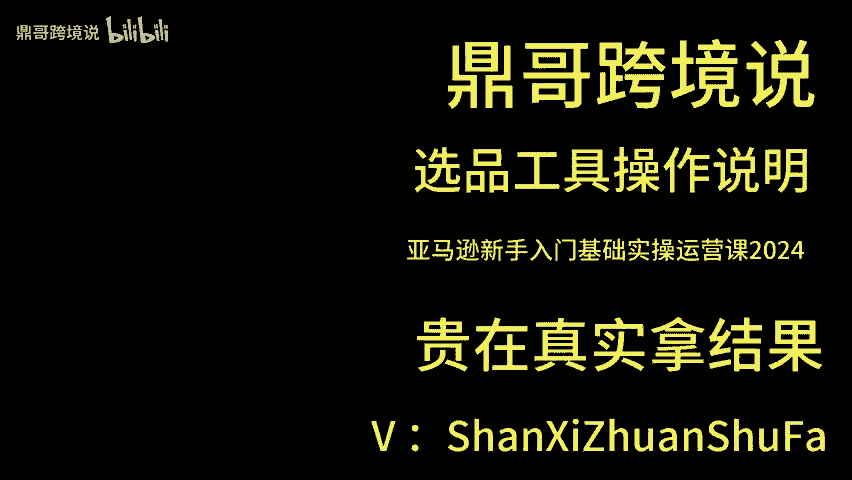 鼎哥跨境说 bilibili
鼎哥跨境说
选品工具操作说明
亚马逊新手入门基础实操运营课2024
贵在真实拿结果
V：ShanXiZhuanShuFa